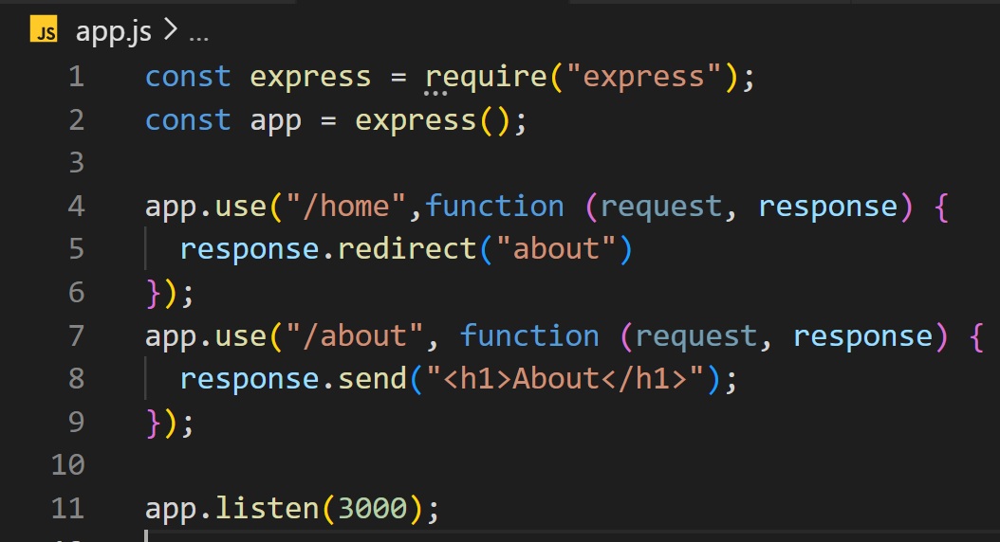 JS app.js > ...
1 const express = require("express");
2 const app = express();
3
4 app.use("/home",function (request, response) {
5   response.redirect("about")
6 });
7 app.use("/about", function (request, response) {
8   response.send("<h1>About</h1>");
9 });
10
11 app.listen(3000);